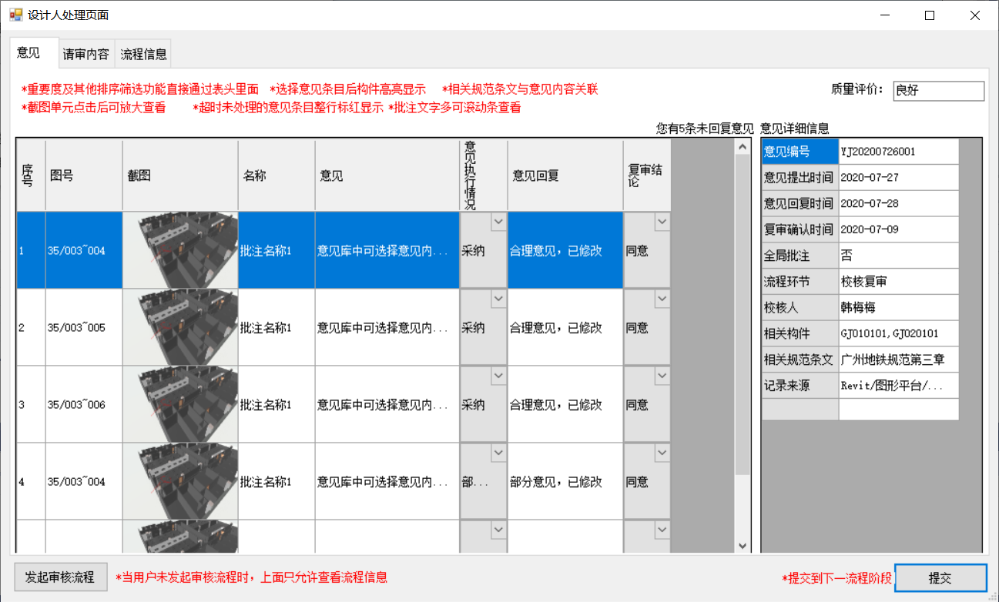 设计人处理页面
意见 请审内容 流程信息
*重要度及其他排序筛选功能直接通过表头里面 *选择意见条目后构件高亮显示 *相关规范条文与意见内容关联
*截图单元点击后可放大查看 *超时未处理的意见条目整行标红显示 *批注文字多可滚动条查看
质量评价: 良好
您有5条未回复意见
序号 图号 截图 名称 意见 意见执行情况 意见回复 复审结论
1 35/003~004 批注名称1 意见库中可选择意见内... 采纳 合理意见，已修改 同意
2 35/003~005 批注名称1 意见库中可选择意见内... 采纳 合理意见，已修改 同意
3 35/003~006 批注名称1 意见库中可选择意见内... 采纳 合理意见，已修改 同意
4 35/003~004 批注名称1 意见库中可选择意见内... 部... 部分意见，已修改 同意
意见详细信息
意见编号 YJ20200726001
意见提出时间 2020-07-27
意见回复时间 2020-07-28
复审确认时间 2020-07-09
全局批注 否
流程环节 校核复审
校核人 韩梅梅
相关构件 GJ010101,GJ020101
相关规范条文 广州地铁规范第三章
记录来源 Revit/图形平台/...
发起审核流程 *当用户未发起审核流程时，上面只允许查看流程信息
*提交到下一流程阶段 提交